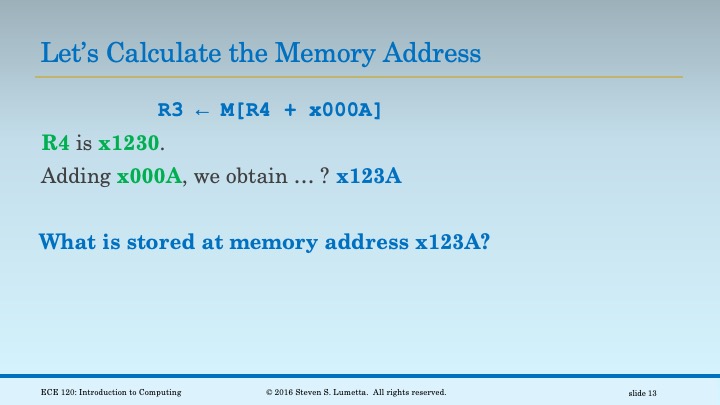 Let's Calculate the Memory Address
R3 ← M[R4 + x000A]
R4 is x1230.
Adding x000A, we obtain … ? x123A
What is stored at memory address x123A?
ECE 120: Introduction to Computing © 2016 Steven S. Lumetta. All rights reserved. slide 13